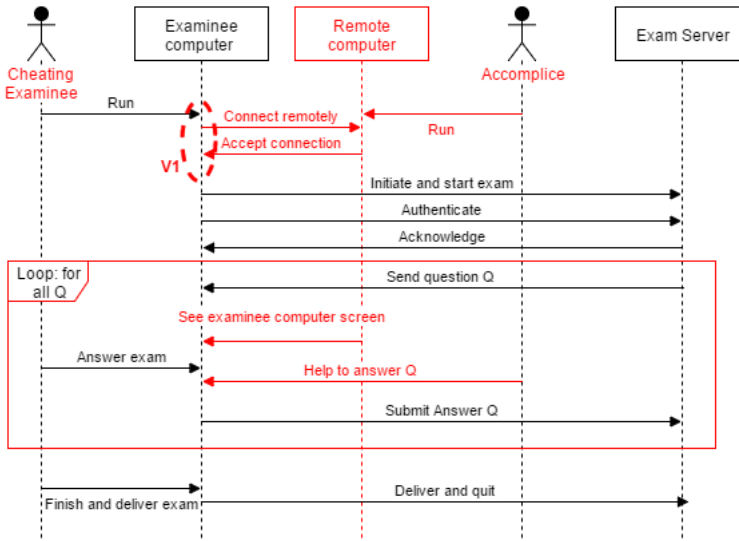 Examinee
computer
Remote
computer
Exam Server
Cheating
Examinee
Accomplice
Run
Connect remotely
Run
Accept connection
V1
Initiate and start exam
Authenticate
Acknowledge
Loop: for
all Q
Send question Q
See examinee computer screen
Answer exam
Help to answer Q
Submit Answer Q
Finish and deliver exam
Deliver and quit